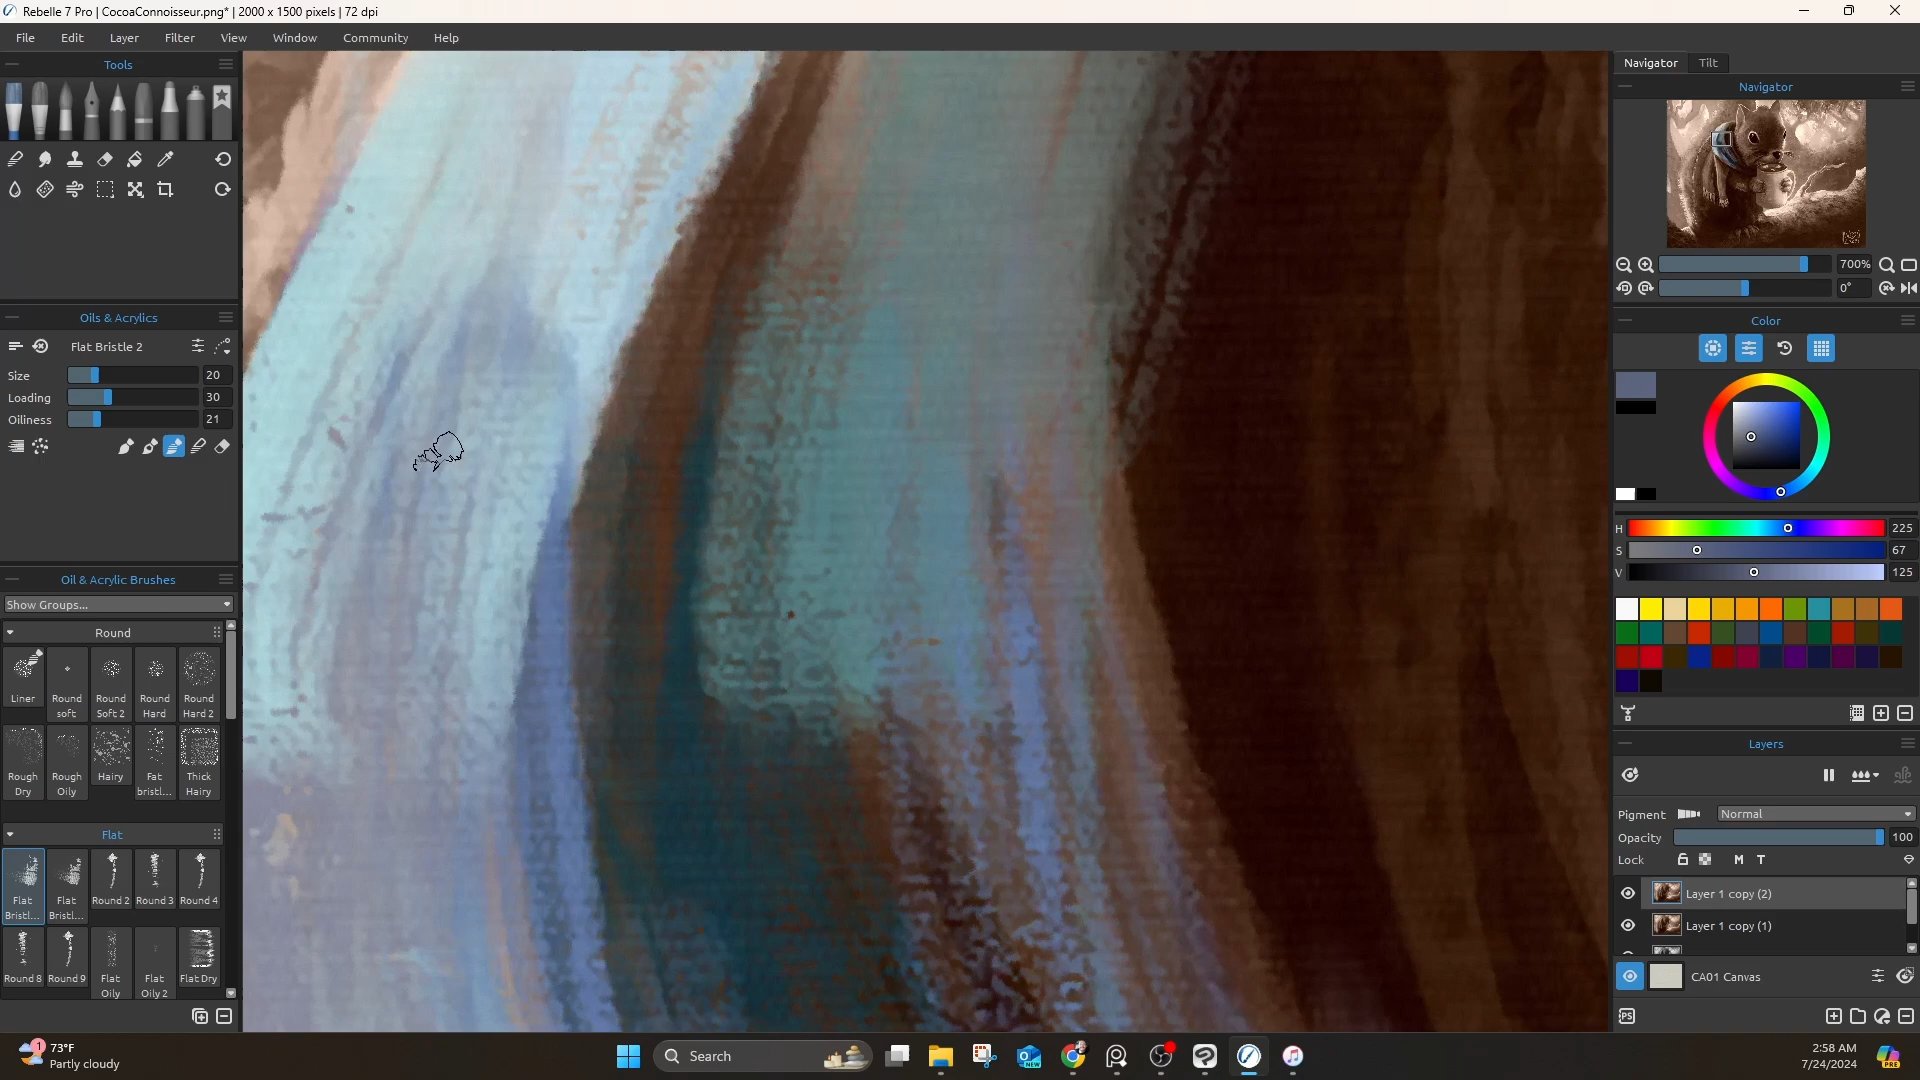 Rebelle 7 Pro | CocoaConnoisseur.png* | 2000 x 1500 pixels | 72 dpi
File Edit Layer Filter View Window Community Help
Tools
Navigator Tilt
Navigator
700%
0°
Oils & Acrylics
Flat Bristle 2
Size 20
Loading 30
Oiliness 21
Color
H 225
S 67
V 125
Oil & Acrylic Brushes
Show Groups...
Round
Liner Round soft Round Soft 2 Round Hard Round Hard 2
Rough Dry Rough Oily Hairy Fat bristl... Thick Hairy
Flat
Flat Bristl... Flat Bristl... Round 2 Round 3 Round 4
Round 8 Round 9 Flat Oily Flat Oily 2 Flat Dry
Layers
Pigment Normal
Opacity 100
Lock M T
Layer 1 copy (2)
Layer 1 copy (1)
CA01 Canvas
PS
1
73°F
Partly cloudy
Search
NEW
2:58 AM
7/24/2024
PRE